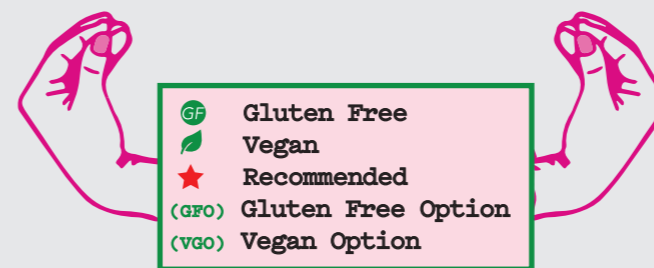 GF Gluten Free
Vegan
Recommended
(GFO) Gluten Free Option
(VGO) Vegan Option